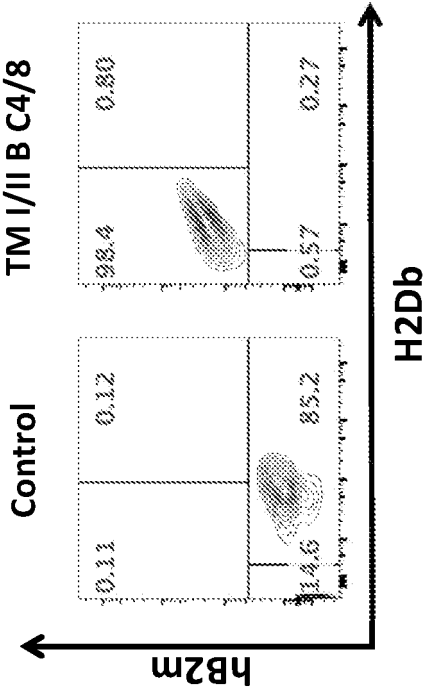 Control
TM I/II B C4/8
0.11
0.12
14.6
85.2
98.4
0.80
0.57
0.27
hB2m
H2Db